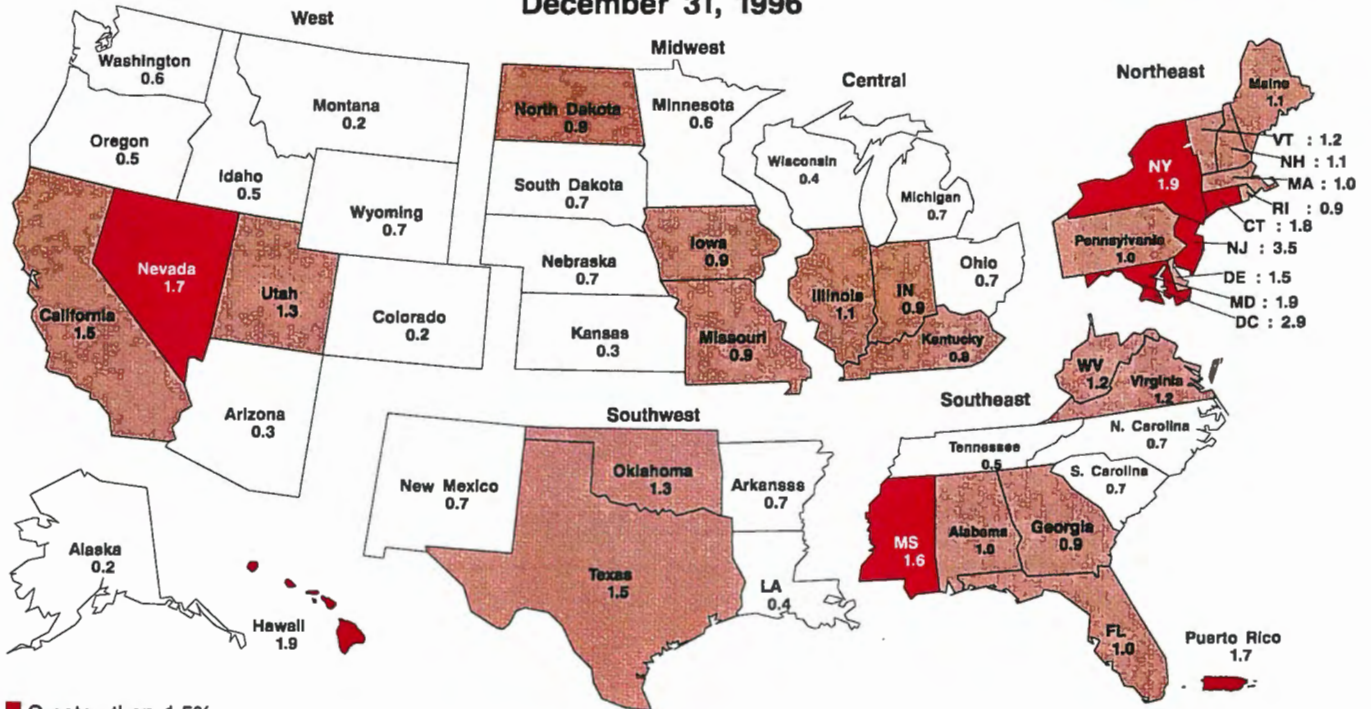 December 31, 1996
West
Washington
0.6
Montana
0.2
Oregon
0.5
Idaho
0.5
Wyoming
0.7
Nevada
1.7
Utah
1.3
Colorado
0.2
California
1.5
Arizona
0.3
Alaska
0.2
Hawaii
1.9
Midwest
North Dakota
0.9
Minnesota
0.6
South Dakota
0.7
Iowa
0.9
Nebraska
0.7
Kansas
0.3
Missouri
0.9
Central
Wisconsin
0.4
Michigan
0.7
Illinois
1.1
IN
0.9
Ohio
0.7
Kentucky
0.8
Northeast
Maine
1.1
VT : 1.2
NH : 1.1
MA : 1.0
RI : 0.9
CT : 1.8
NJ : 3.5
DE : 1.5
MD : 1.9
DC : 2.9
NY
1.9
Pennsylvania
1.0
Southwest
New Mexico
0.7
Oklahoma
1.3
Arkansas
0.7
Texas
1.5
LA
0.4
Southeast
WV
1.2
Virginia
1.2
Tennessee
0.5
N. Carolina
0.7
S. Carolina
0.7
MS
1.6
Alabama
1.0
Georgia
0.9
FL
1.0
Puerto Rico
1.7